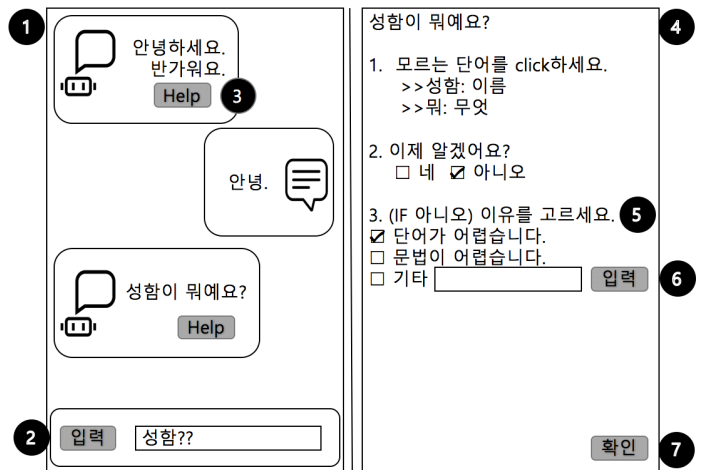 1
안녕하세요.
반가워요.
Help
3
안녕.
성함이 뭐예요?
Help
2
입력
성함??
성함이 뭐예요?
4
1. 모르는 단어를 click하세요.
>>성함: 이름
>>뭐: 무엇
2. 이제 알겠어요?
□ 네 ☑ 아니오
3. (IF 아니오) 이유를 고르세요.
5
☑ 단어가 어렵습니다.
□ 문법이 어렵습니다.
□ 기타
입력
6
확인
7